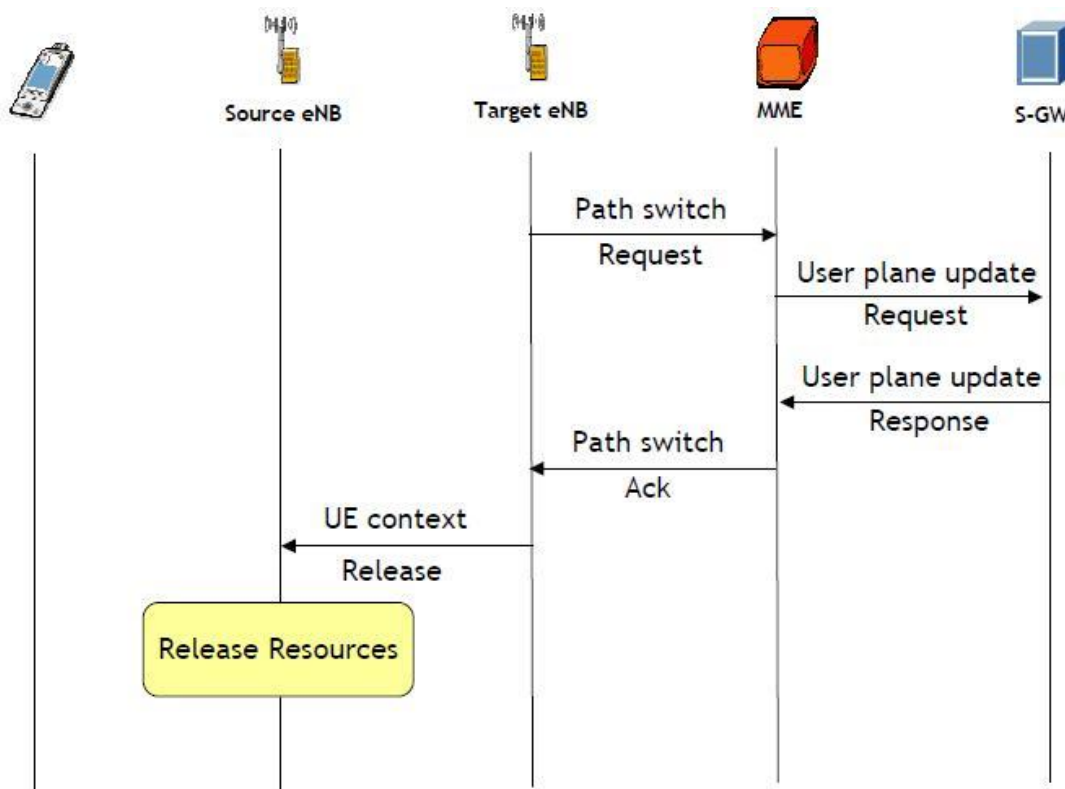 Source eNB
Target eNB
MME
S-GW
Path switch
Request
User plane update
Request
User plane update
Response
Path switch
Ack
UE context
Release
Release Resources